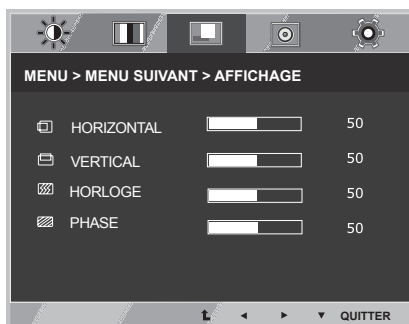 MENU > MENU SUIVANT > AFFICHAGE
HORIZONTAL 50
VERTICAL 50
HORLOGE 50
PHASE 50
QUITTER